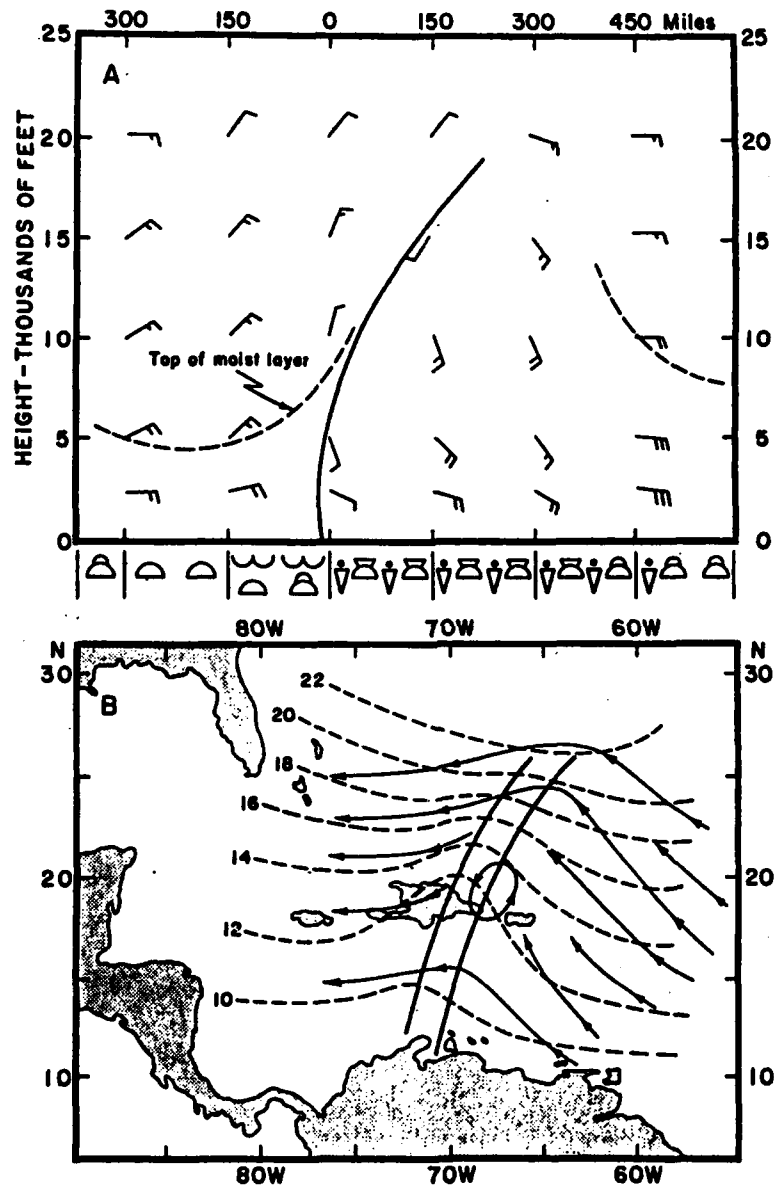 300 150 0 150 300 450 Miles
25 25
A
20 20
15 15
10 10
Top of moist layer
5 5
0 0
HEIGHT-THOUSANDS OF FEET
80W 70W 60W
N N
30 22 30
B
20
18
16
14
20 20
12
10
10 10
80W 70W 60W